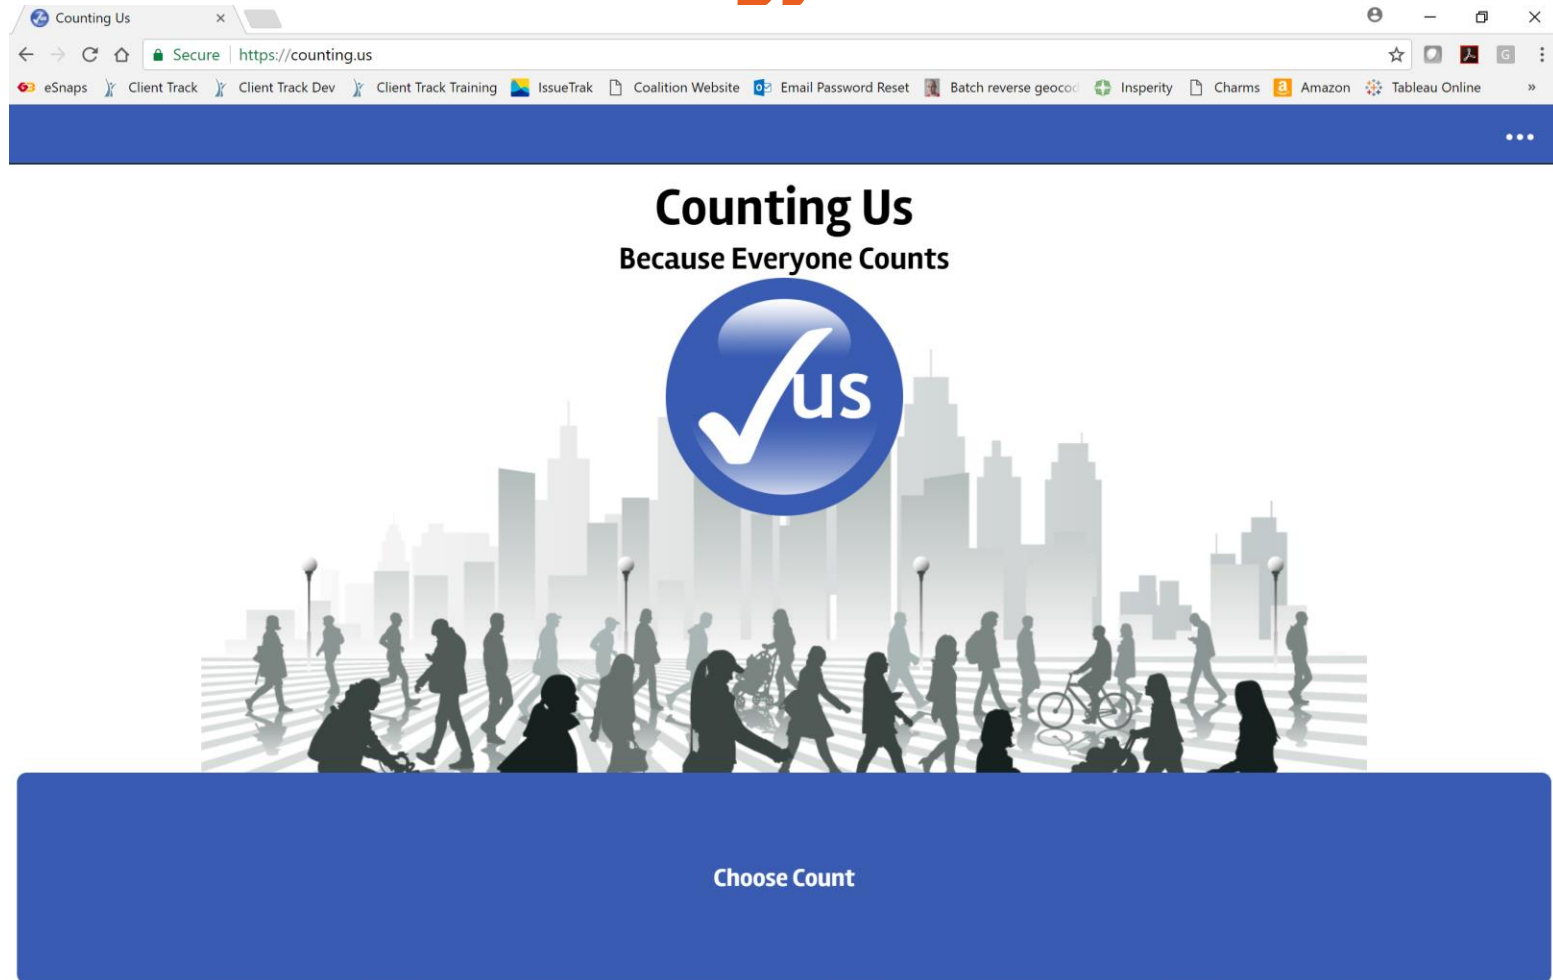 Counting Us
Secure https://counting.us
eSnaps Client Track Client Track Dev Client Track Training IssueTrak Coalition Website Email Password Reset Batch reverse geocod Insperity Charms Amazon Tableau Online »
Counting Us
Because Everyone Counts
us
Choose Count